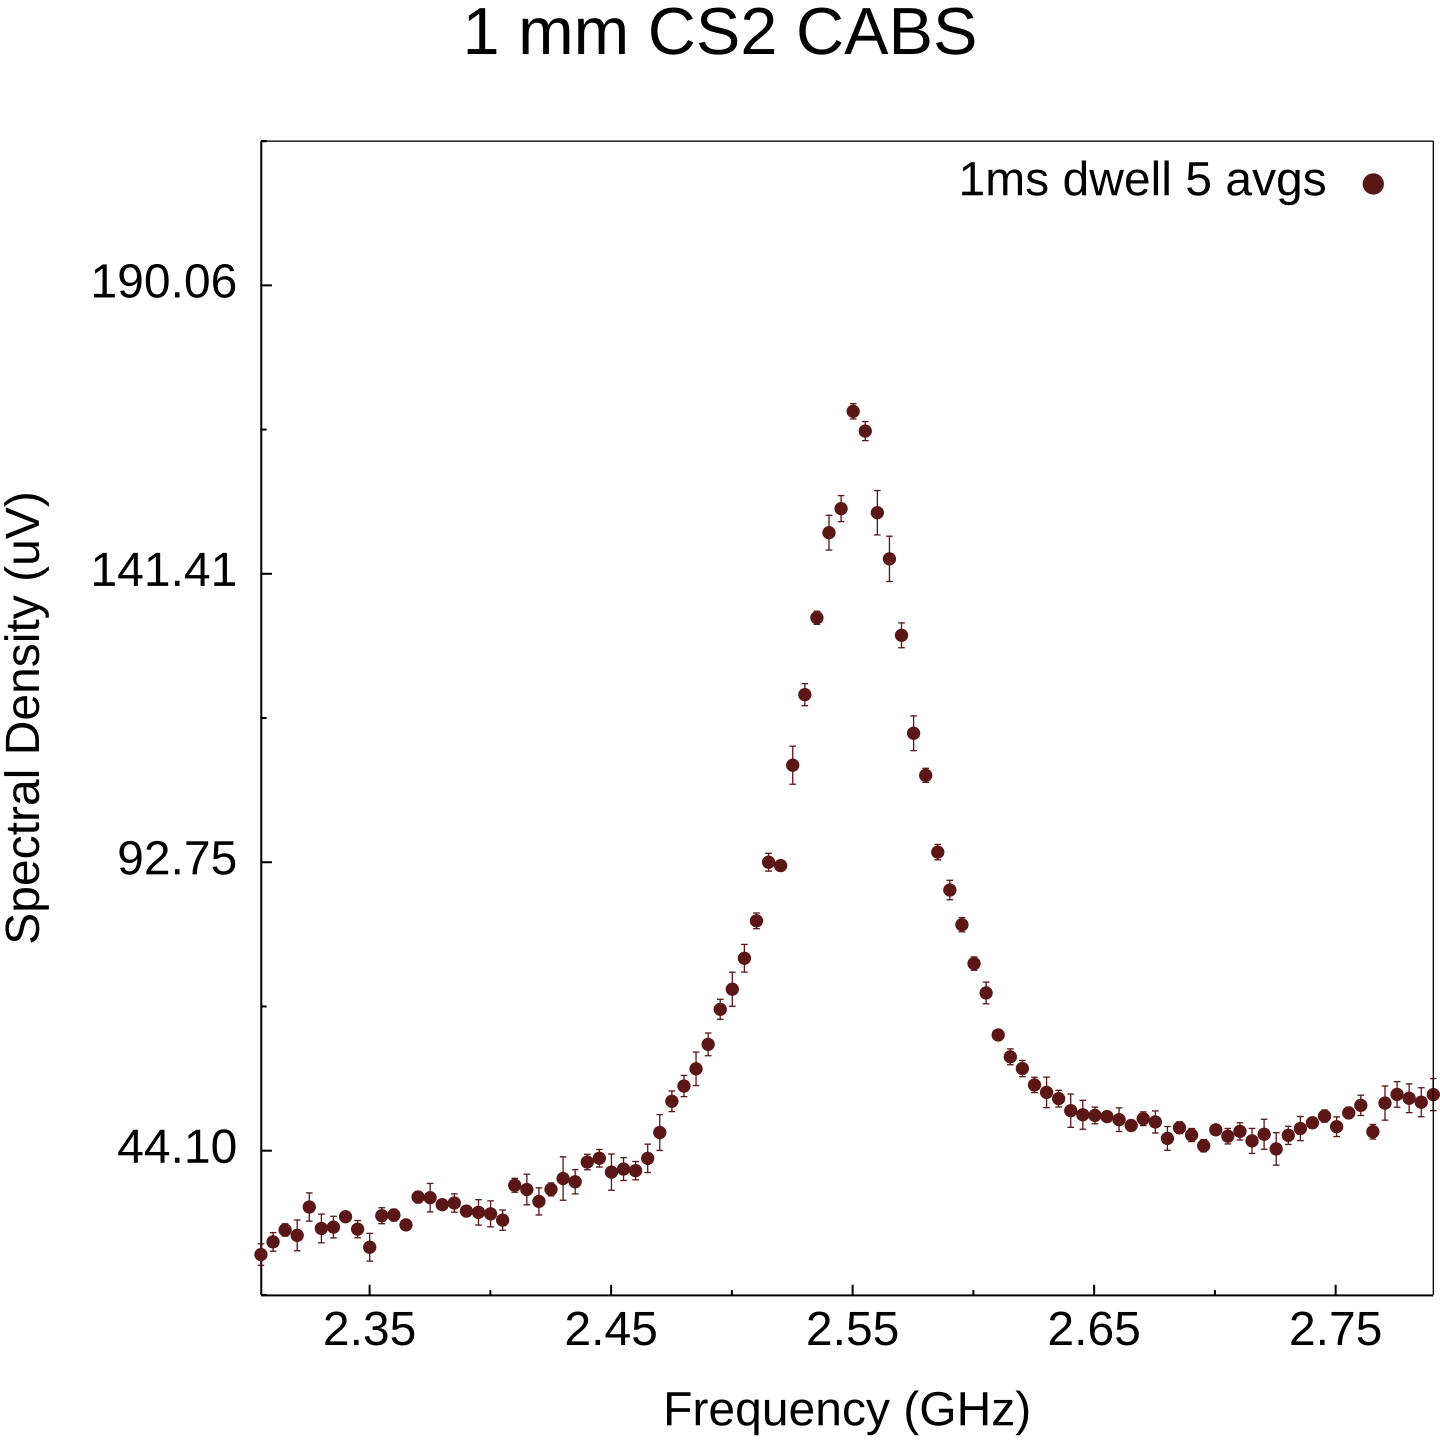 1 mm CS2 CABS
1ms dwell 5 avgs
190.06
141.41
92.75
44.10
Spectral Density (uV)
2.35 2.45 2.55 2.65 2.75
Frequency (GHz)